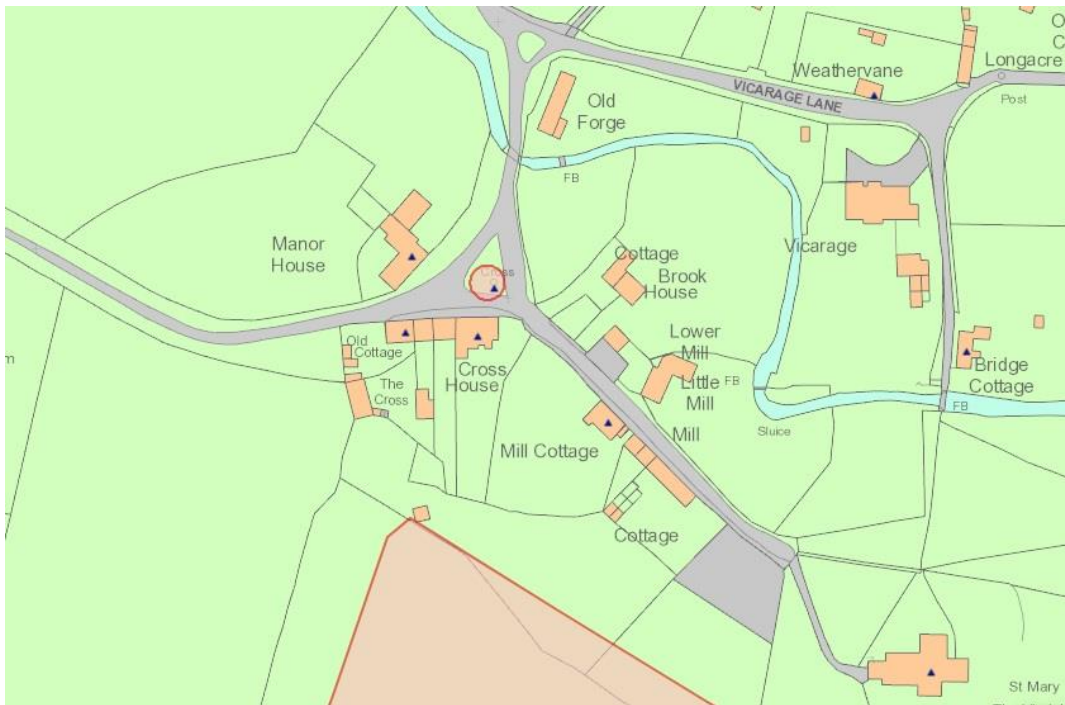 O
C
Longacre
Weathervane
VICARAGE LANE
Post
Old
Forge
FB
Manor
House
Cottage
Vicarage
Brook
House
Cross
Lower
Mill
Old
Cottage
Cross
House
The
Cross
Little
Mill
FB
Bridge
Cottage
FB
Sluice
Mill
Mill Cottage
Cottage
m
St Mary